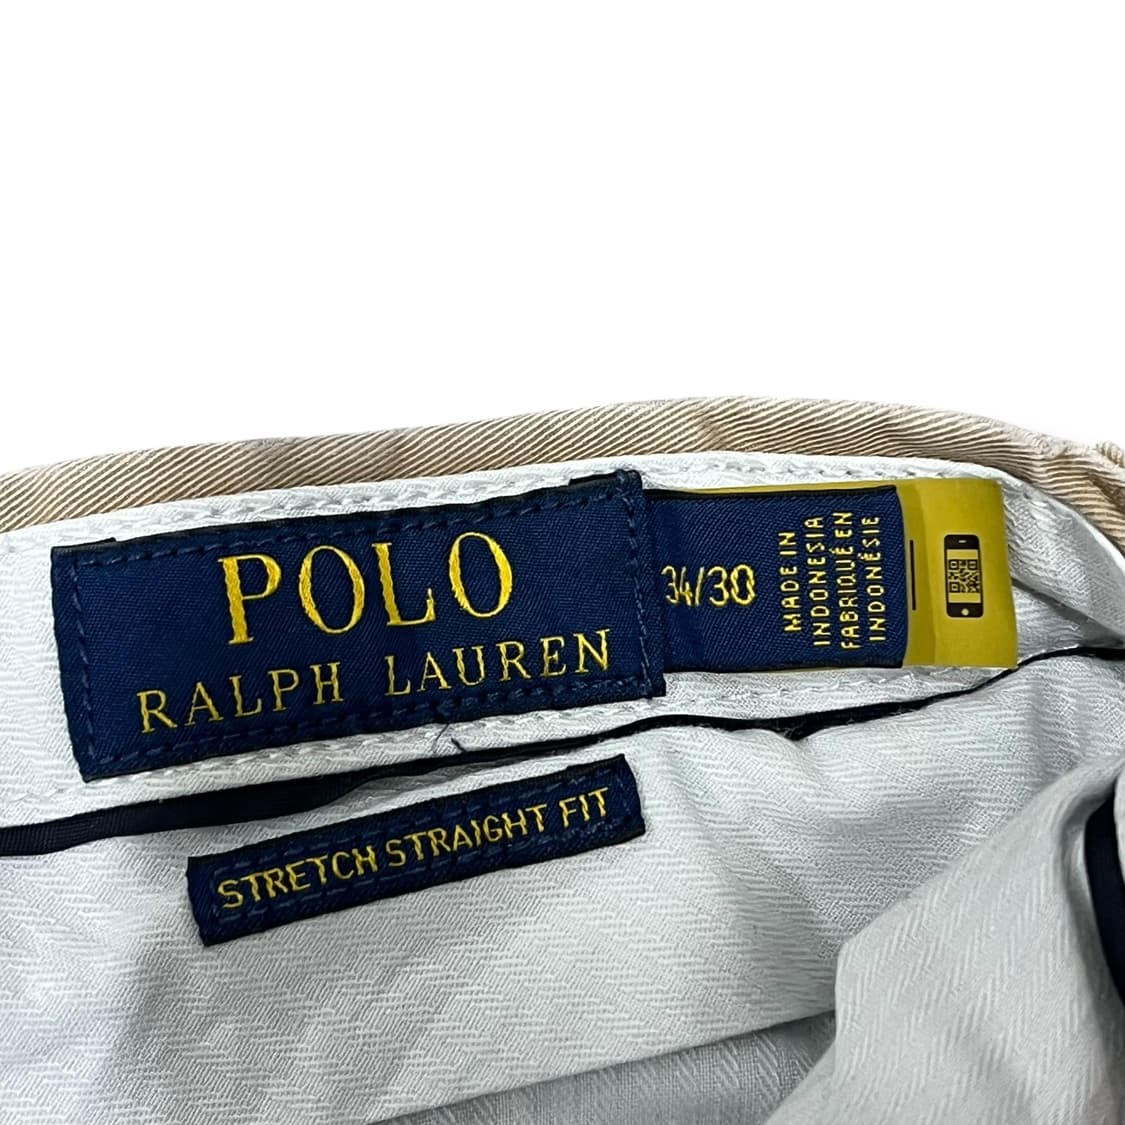 POLO
RALPH LAUREN
34/30
MADE IN
INDONESIA
FABRIQUÉ EN
INDONÉSIE
STRETCH STRAIGHT FIT